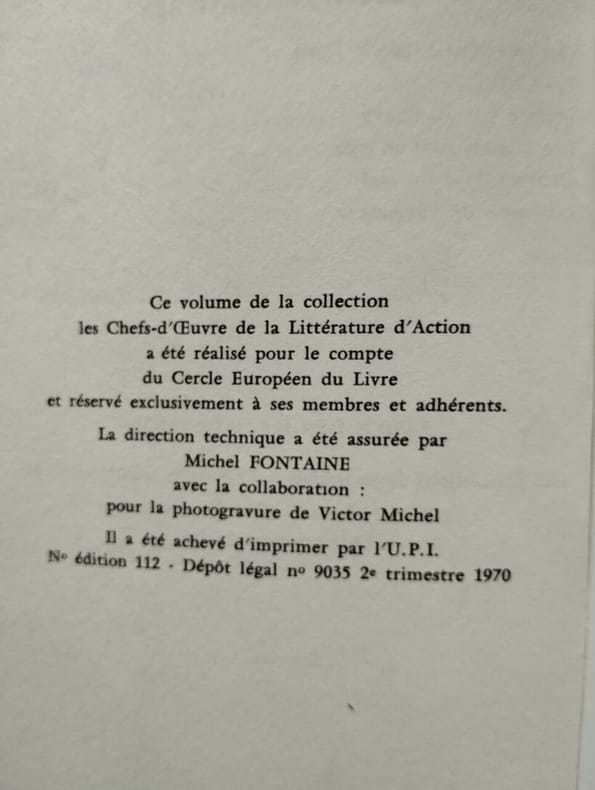 Ce volume de la collection
les Chefs-d'Œuvre de la Littérature d'Action
a été réalisé pour le compte
du Cercle Européen du Livre
et réservé exclusivement à ses membres et adhérents.
La direction technique a été assurée par
Michel FONTAINE
avec la collaboration :
pour la photogravure de Victor Michel
Il a été achevé d'imprimer par l'U.P.I.
Nº édition 112 - Dépôt légal nº 9035 2e trimestre 1970